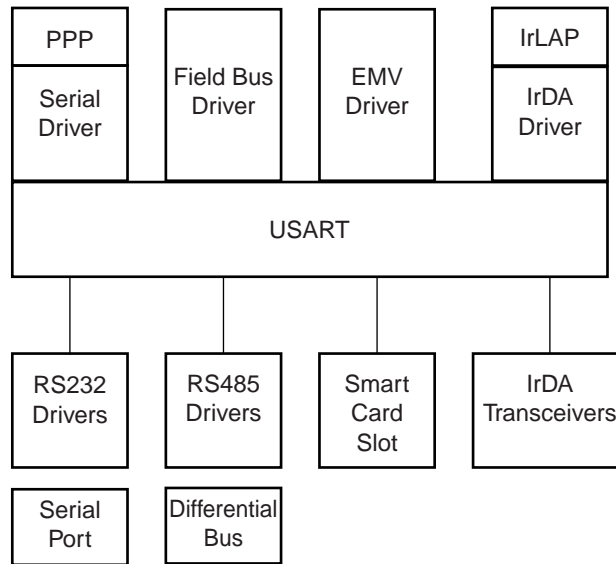 PPP
Serial
Driver
Field Bus
Driver
EMV
Driver
IrLAP
IrDA
Driver
USART
RS232
Drivers
RS485
Drivers
Smart
Card
Slot
IrDA
Transceivers
Serial
Port
Differential
Bus